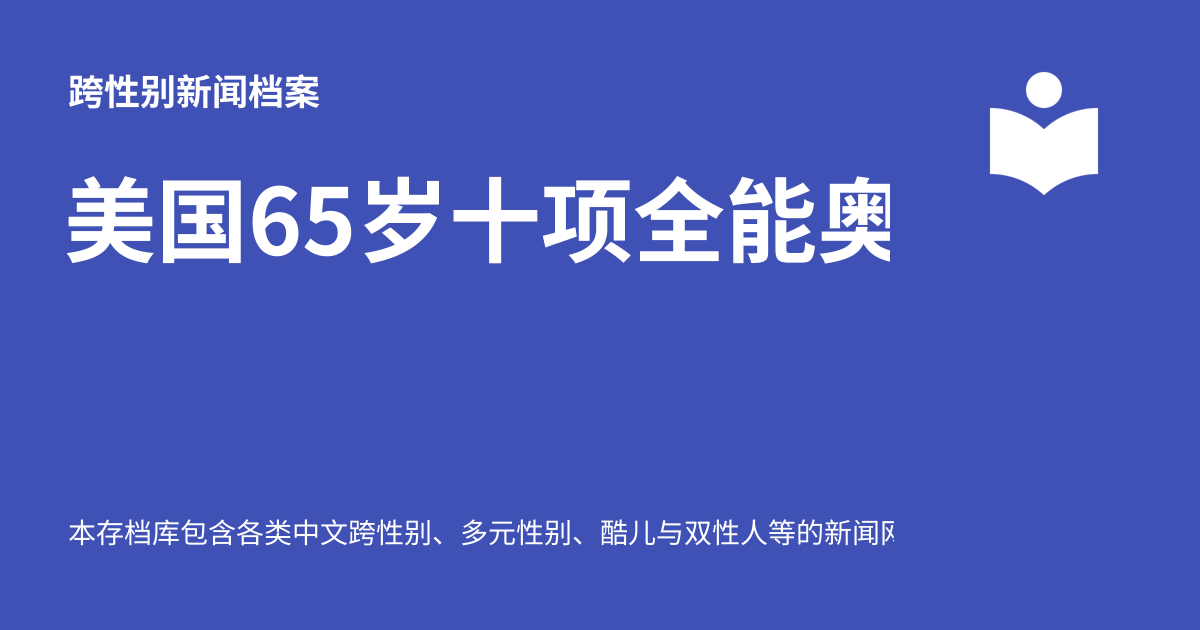 跨性别新闻档案
美国65岁十项全能奥
本存档库包含各类中文跨性别、多元性别、酷儿与双性人等的新闻